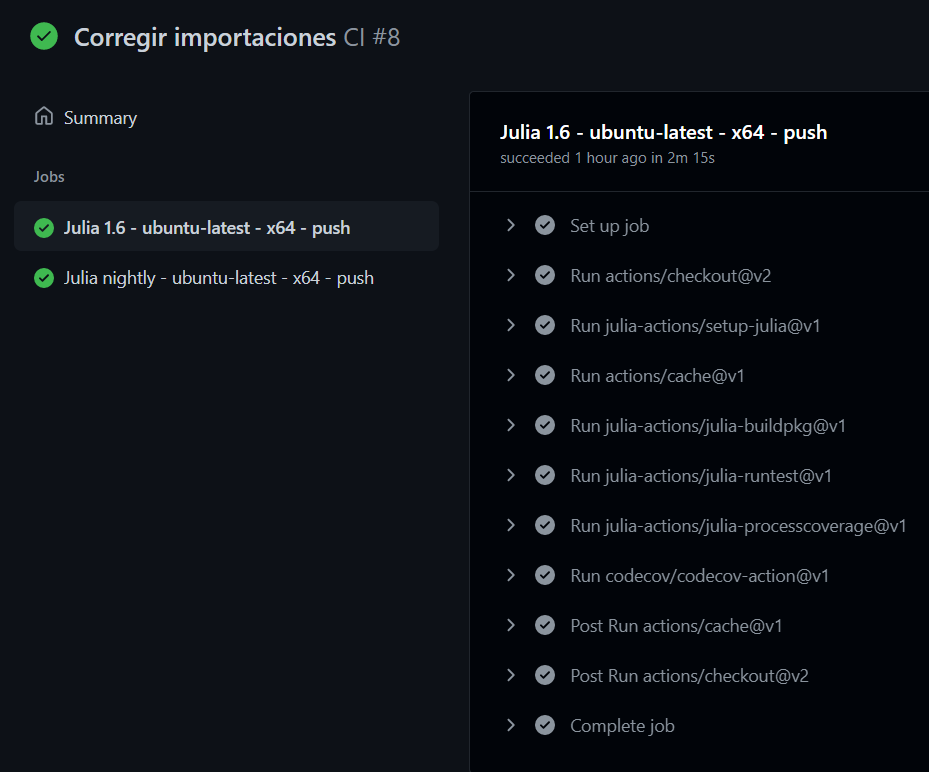 Corregir importaciones CI #8
Summary
Jobs
Julia 1.6 - ubuntu-latest - x64 - push
Julia nightly - ubuntu-latest - x64 - push
Julia 1.6 - ubuntu-latest - x64 - push
succeeded 1 hour ago in 2m 15s
Set up job
Run actions/checkout@v2
Run julia-actions/setup-julia@v1
Run actions/cache@v1
Run julia-actions/julia-buildpkg@v1
Run julia-actions/julia-runtest@v1
Run julia-actions/julia-processcoverage@v1
Run codecov/codecov-action@v1
Post Run actions/cache@v1
Post Run actions/checkout@v2
Complete job